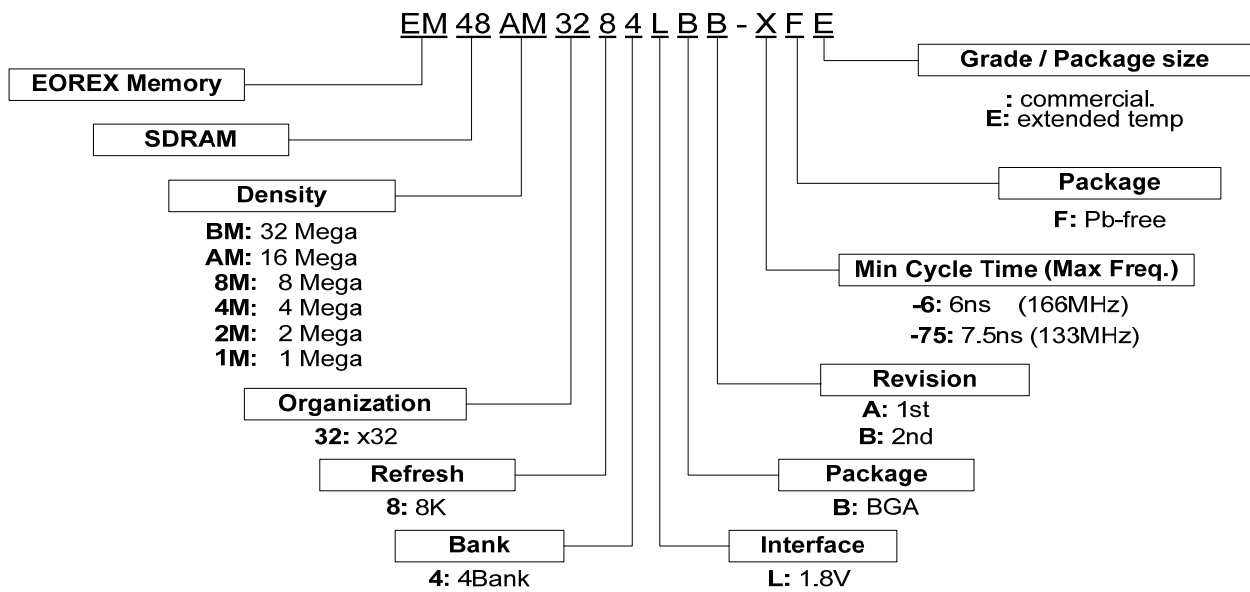 EM 48 AM 32 8 4 L B B - X F E
EOREX Memory
SDRAM
Density
BM: 32 Mega
AM: 16 Mega
8M: 8 Mega
4M: 4 Mega
2M: 2 Mega
1M: 1 Mega
Organization
32: x32
Refresh
8: 8K
Bank
4: 4Bank
Grade / Package size
: commercial.
E: extended temp
Package
F: Pb-free
Min Cycle Time (Max Freq.)
-6: 6ns (166MHz)
-75: 7.5ns (133MHz)
Revision
A: 1st
B: 2nd
Package
B: BGA
Interface
L: 1.8V